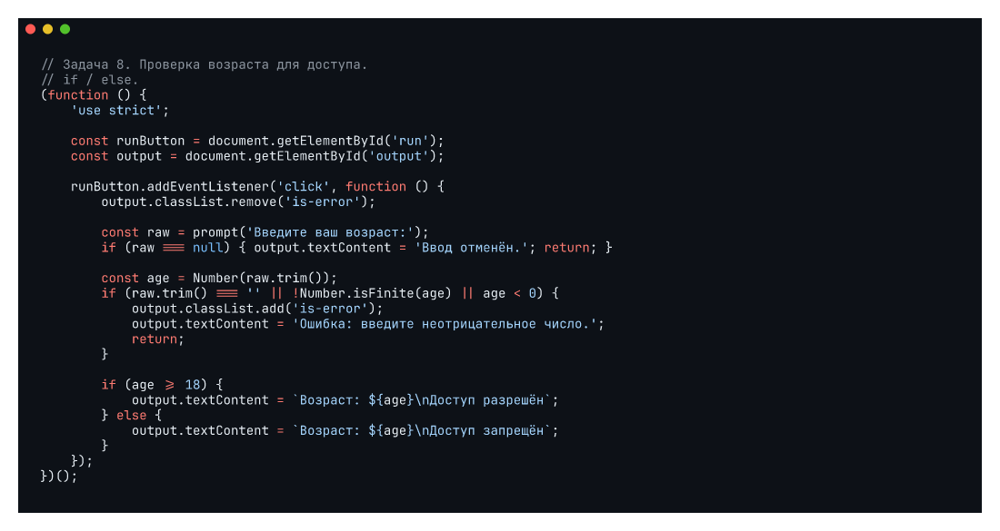 // Задача 8. Проверка возраста для доступа.
// if / else.
(function () {
    'use strict';

    const runButton = document.getElementById('run');
    const output = document.getElementById('output');

    runButton.addEventListener('click', function () {
        output.classList.remove('is-error');

        const raw = prompt('Введите ваш возраст:');
        if (raw === null) { output.textContent = 'Ввод отменён.'; return; }

        const age = Number(raw.trim());
        if (raw.trim() === '' || !Number.isFinite(age) || age < 0) {
            output.classList.add('is-error');
            output.textContent = 'Ошибка: введите неотрицательное число.';
            return;
        }

        if (age >= 18) {
            output.textContent = `Возраст: ${age}\nДоступ разрешён`;
        } else {
            output.textContent = `Возраст: ${age}\nДоступ запрещён`;
        }
    });
})();